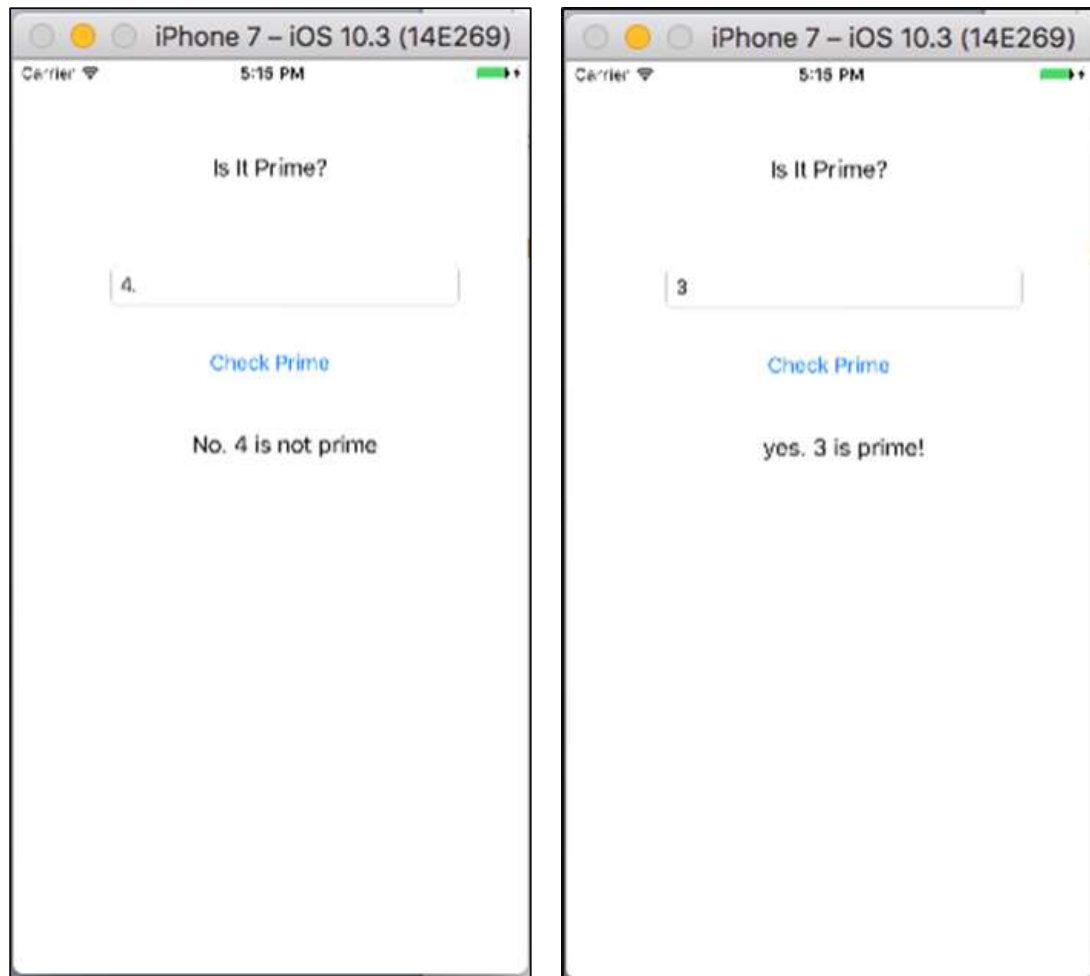 iPhone 7 – iOS 10.3 (14E269)
Carrier 5:15 PM
Is It Prime?
4.
Check Prime
No. 4 is not prime
iPhone 7 – iOS 10.3 (14E269)
Carrier 5:15 PM
Is It Prime?
3
Check Prime
yes. 3 is prime!